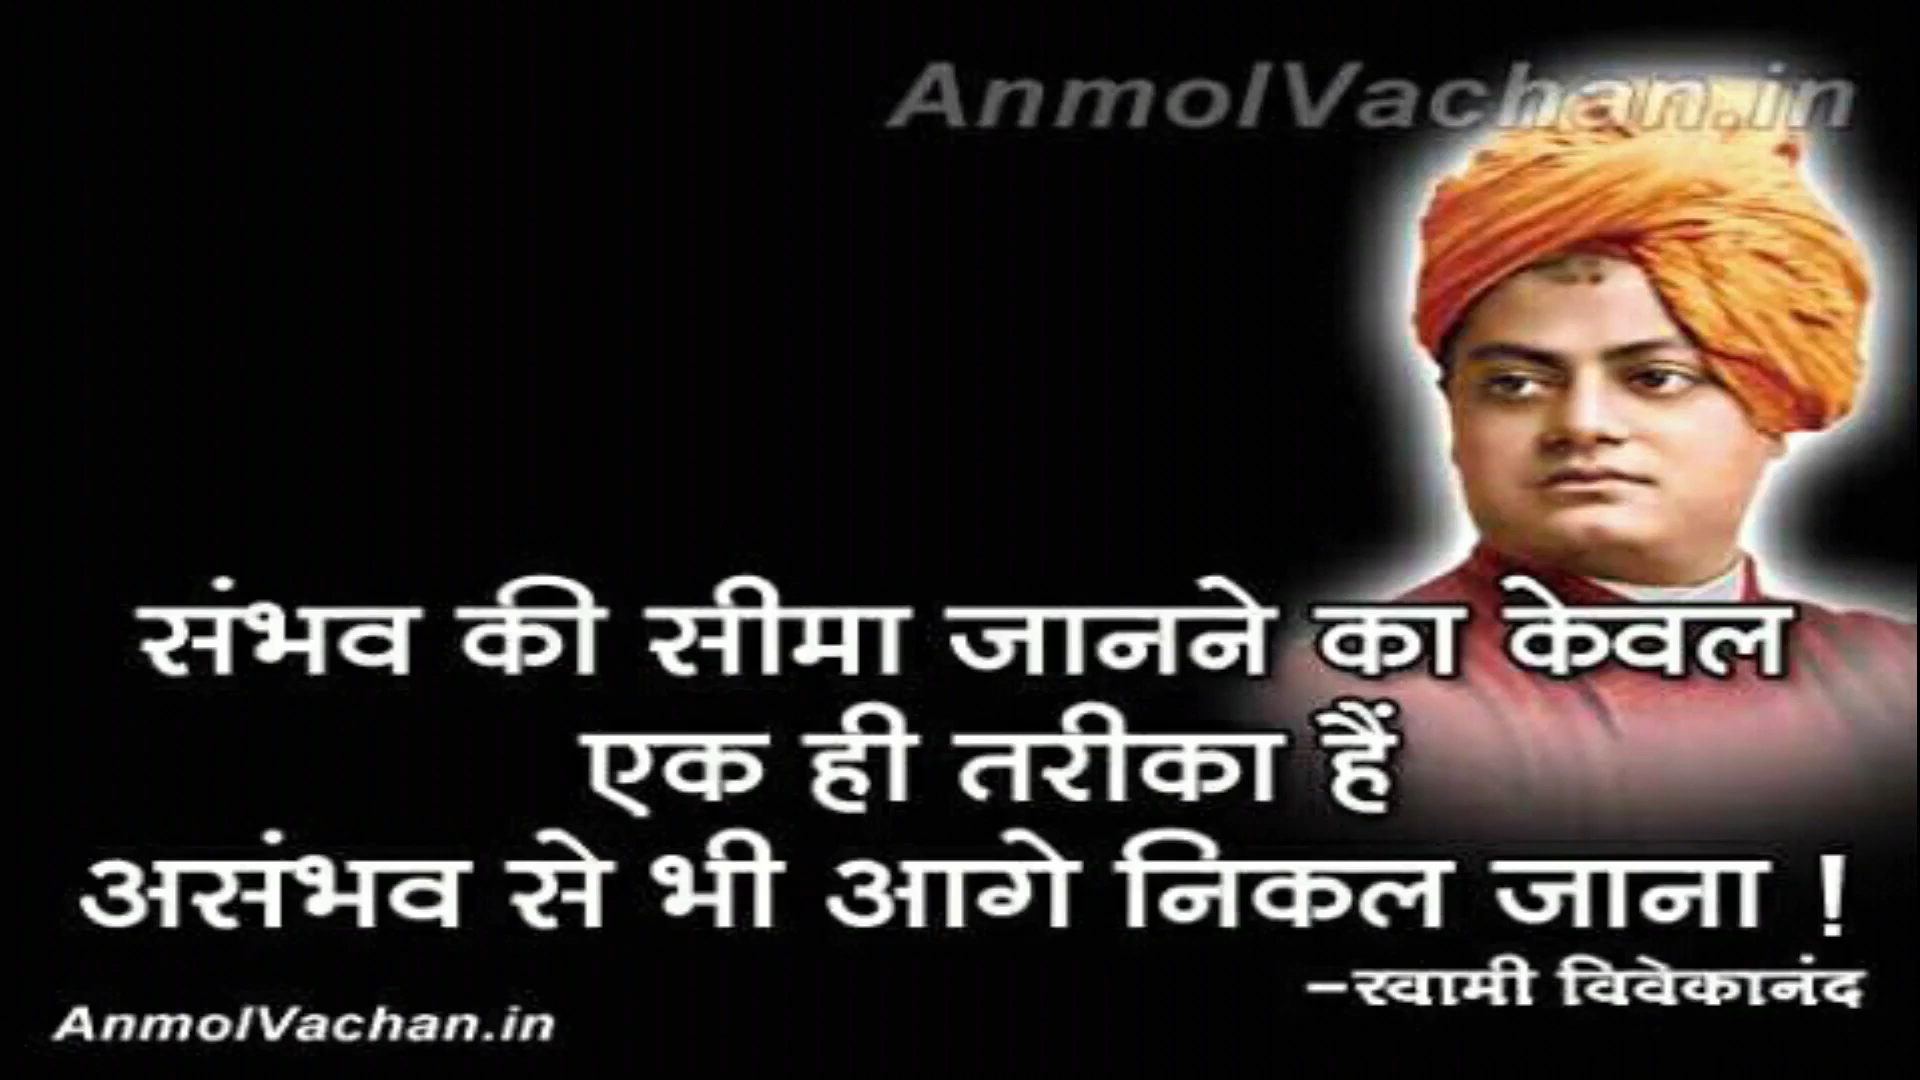 AnmolVachan.in
संभव की सीमा जानने का केवल
एक ही तरीका हैं
असंभव से भी आगे निकल जाना !
-स्वामी विवेकानंद
AnmolVachan.in